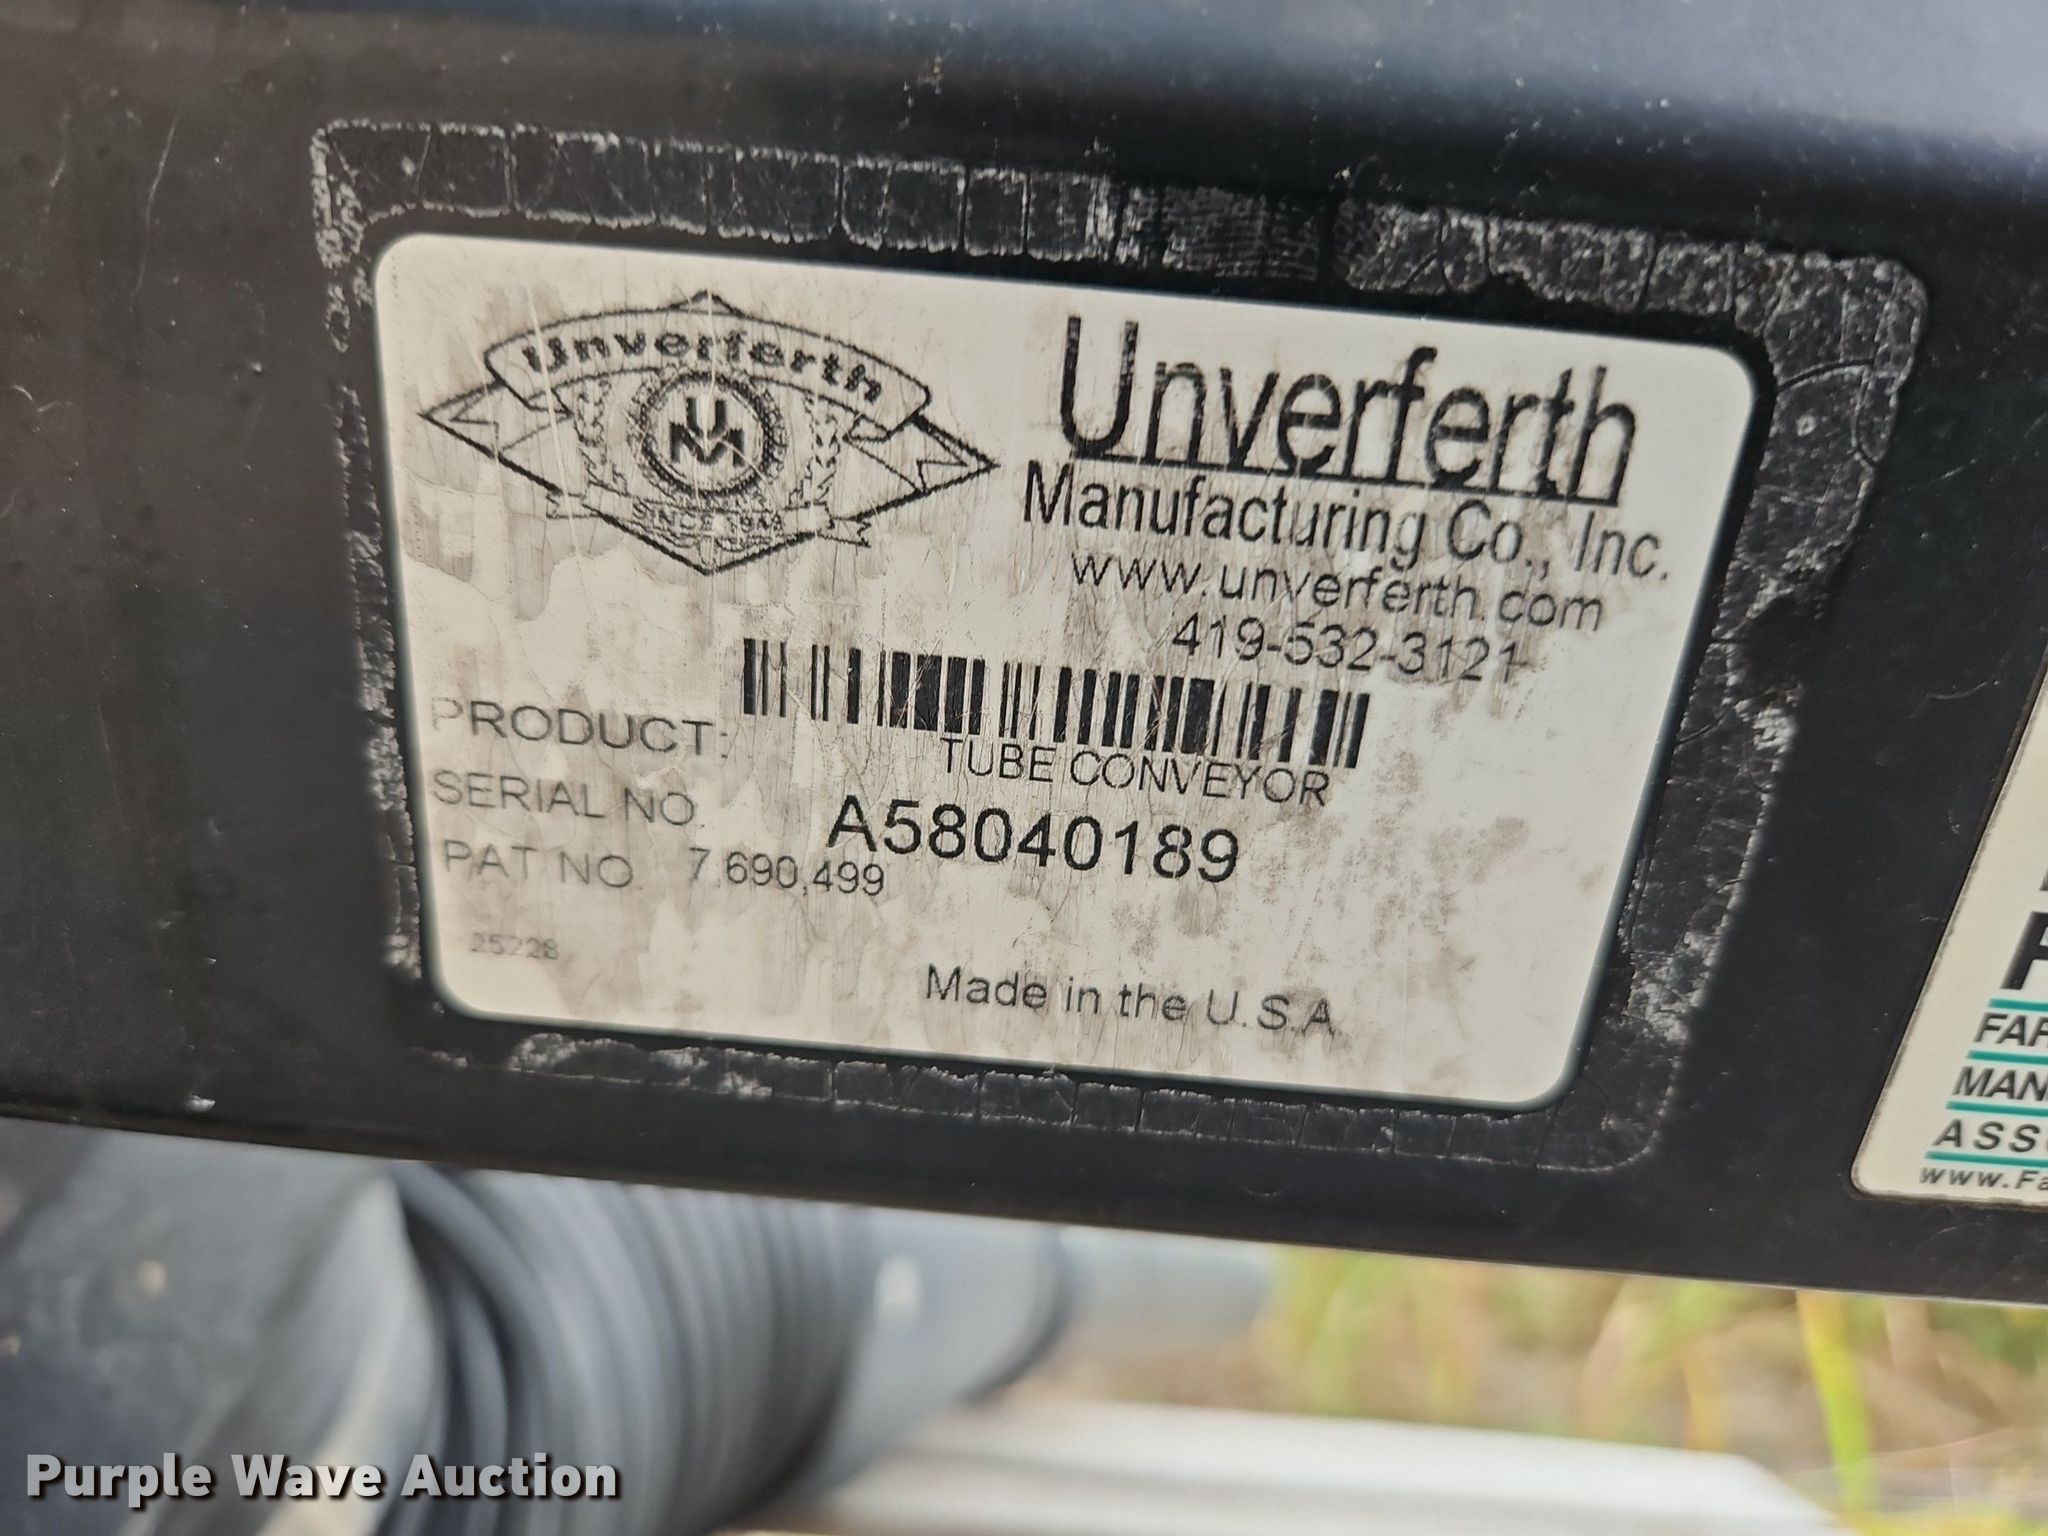 Unverferth
U
M
SINCE 1948
Unverferth
Manufacturing Co., Inc.
www.unverferth.com
419-532-3121
PRODUCT:
TUBE CONVEYOR
SERIAL NO. A58040189
PAT NO. 7,690,499
25228
Made in the U.S.A.
FAR
MAN
ASS
www.Fa
Purple Wave Auction